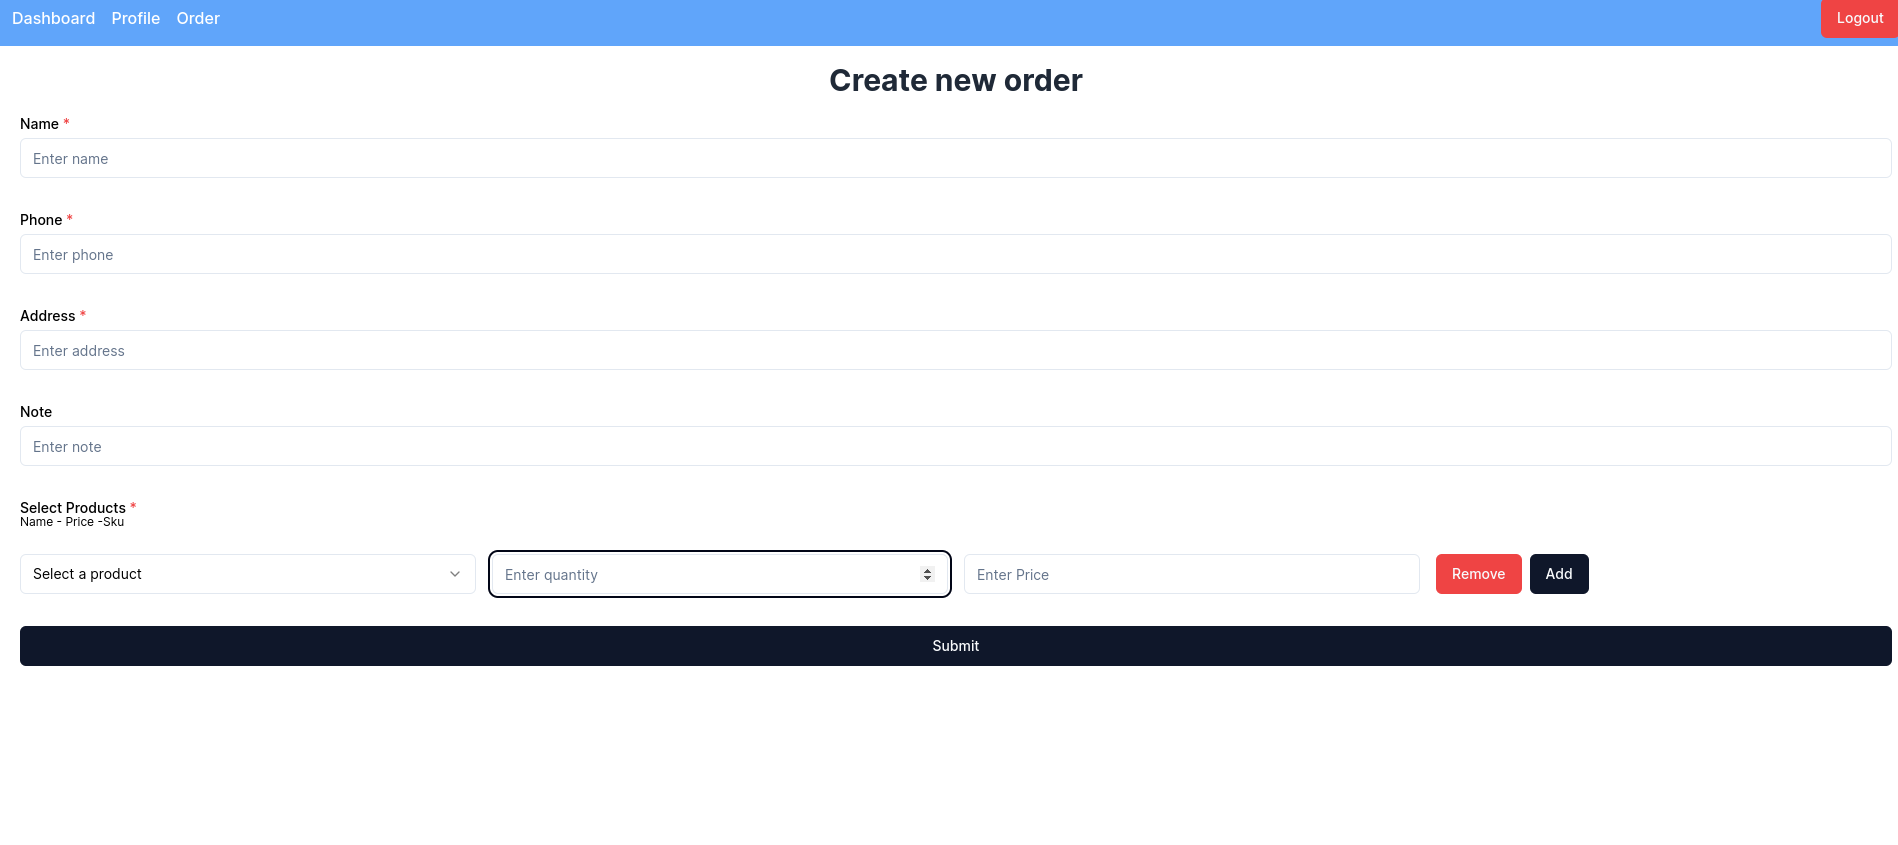 Dashboard Profile Order Logout
Create new order
Name *
Enter name
Phone *
Enter phone
Address *
Enter address
Note
Enter note
Select Products *
Name - Price -Sku
Select a product Enter quantity Enter Price Remove Add
Submit